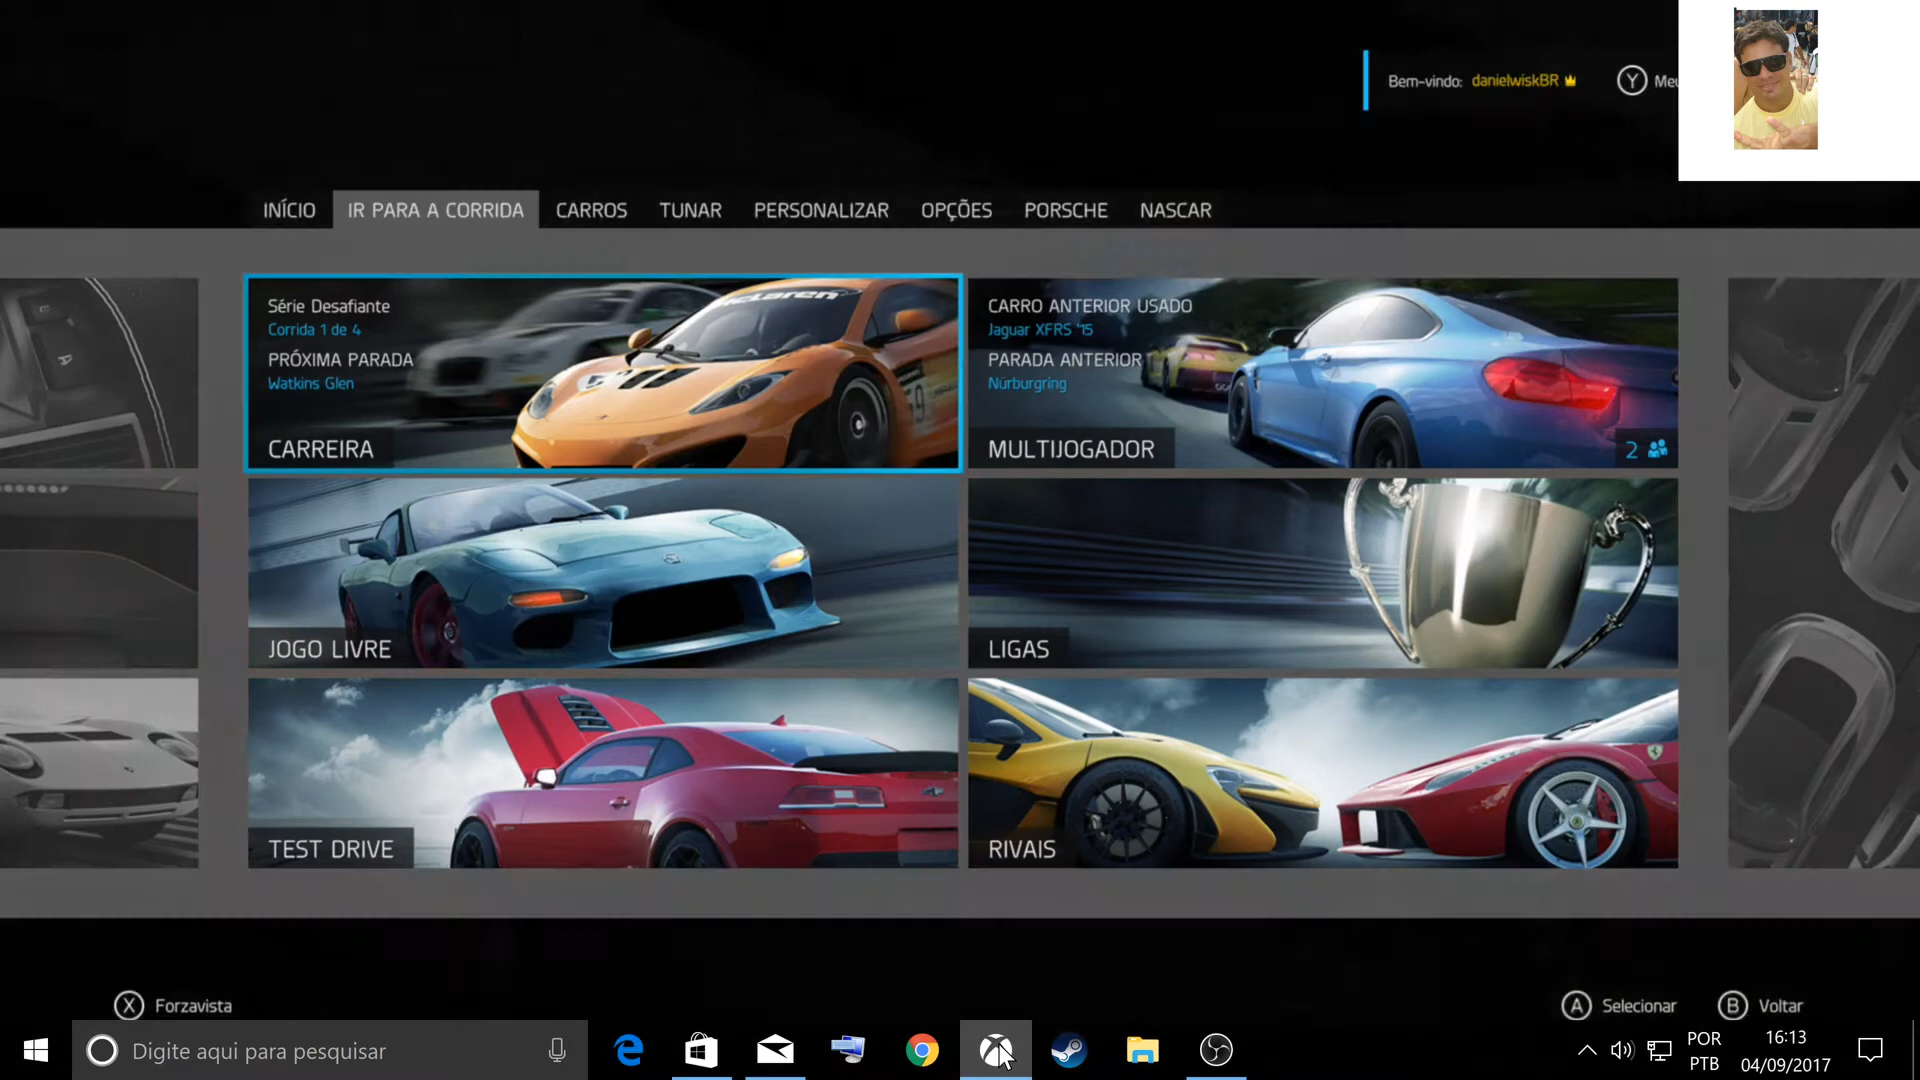 Bem-vindo: danielwiskBR
Y
INÍCIO IR PARA A CORRIDA CARROS TUNAR PERSONALIZAR OPÇÕES PORSCHE NASCAR
Série Desafiante
Corrida 1 de 4
PRÓXIMA PARADA
Watkins Glen
McLaren
CARREIRA
CARRO ANTERIOR USADO
Jaguar XFRS '15
PARADA ANTERIOR
Nürburgring
MULTIJOGADOR
2
JOGO LIVRE
LIGAS
TEST DRIVE
RIVAIS
X Forzavista
A Selecionar B Voltar
Digite aqui para pesquisar
POR
PTB
16:13
04/09/2017